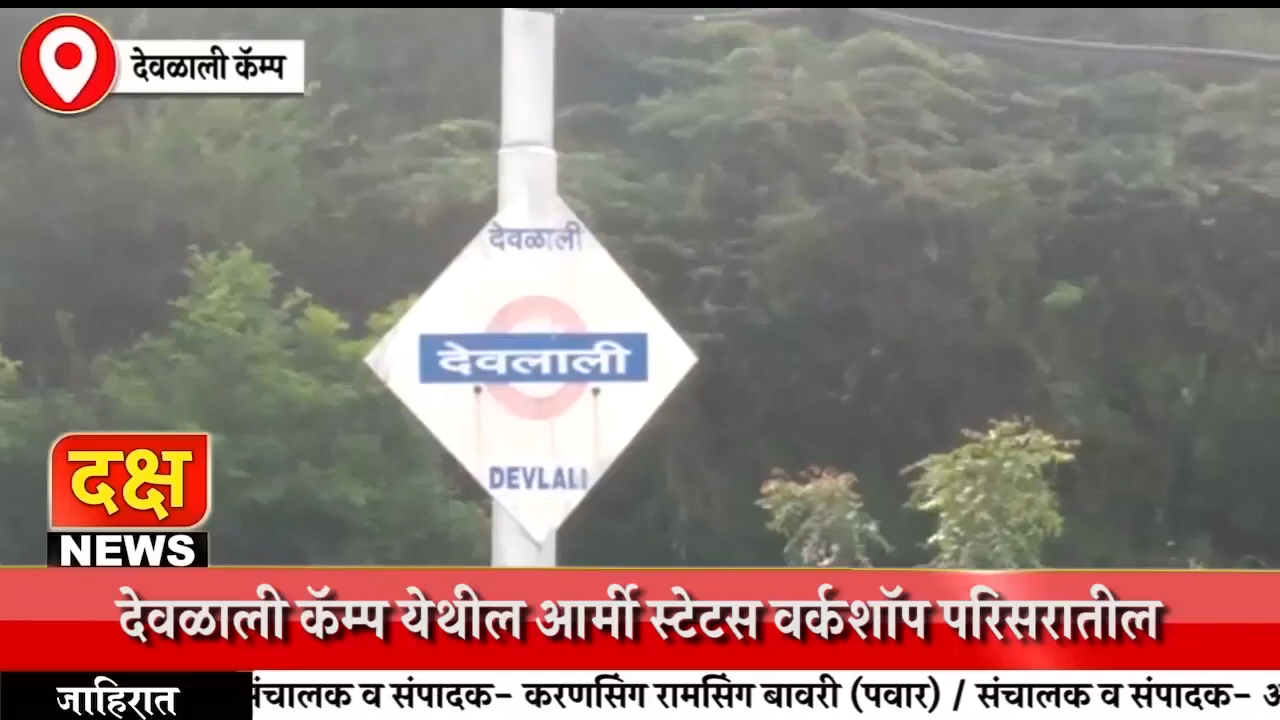 देवळाली कॅम्प
देवळाली
देवलाली
DEVLALI
दक्ष
NEWS
देवळाली कॅम्प येथील आर्मी स्टेटस वर्कशॉप परिसरातील
जाहिरात
संचालक व संपादक- करणसिंग रामसिंग बावरी (पवार) / संचालक व संपादक-